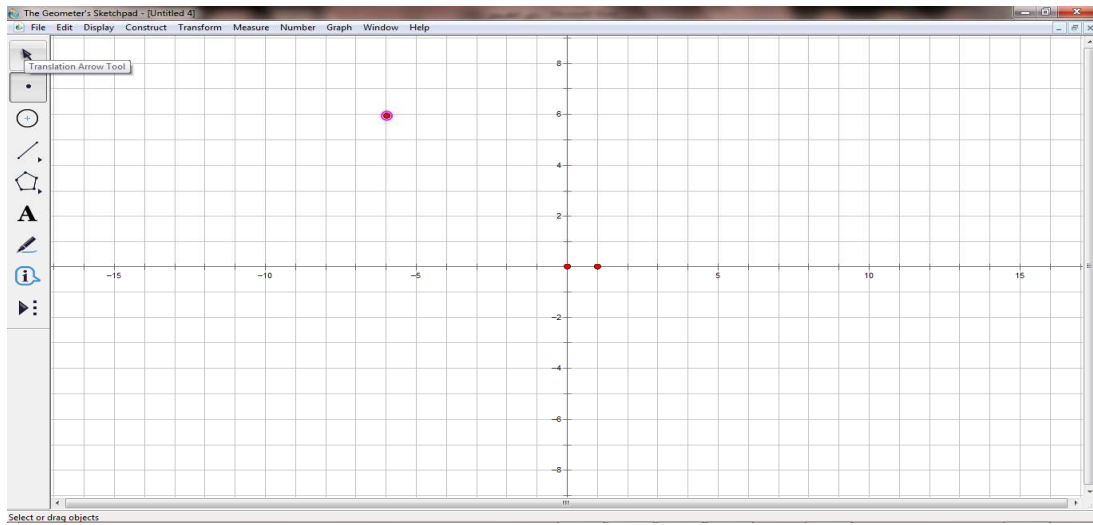 The Geometer's Sketchpad - [Untitled 4]
File Edit Display Construct Transform Measure Number Graph Window Help
Translation Arrow Tool
A
i
8
6
4
2
-15 -10 -5 5 10 15
-2
-4
-6
-8
Select or drag objects